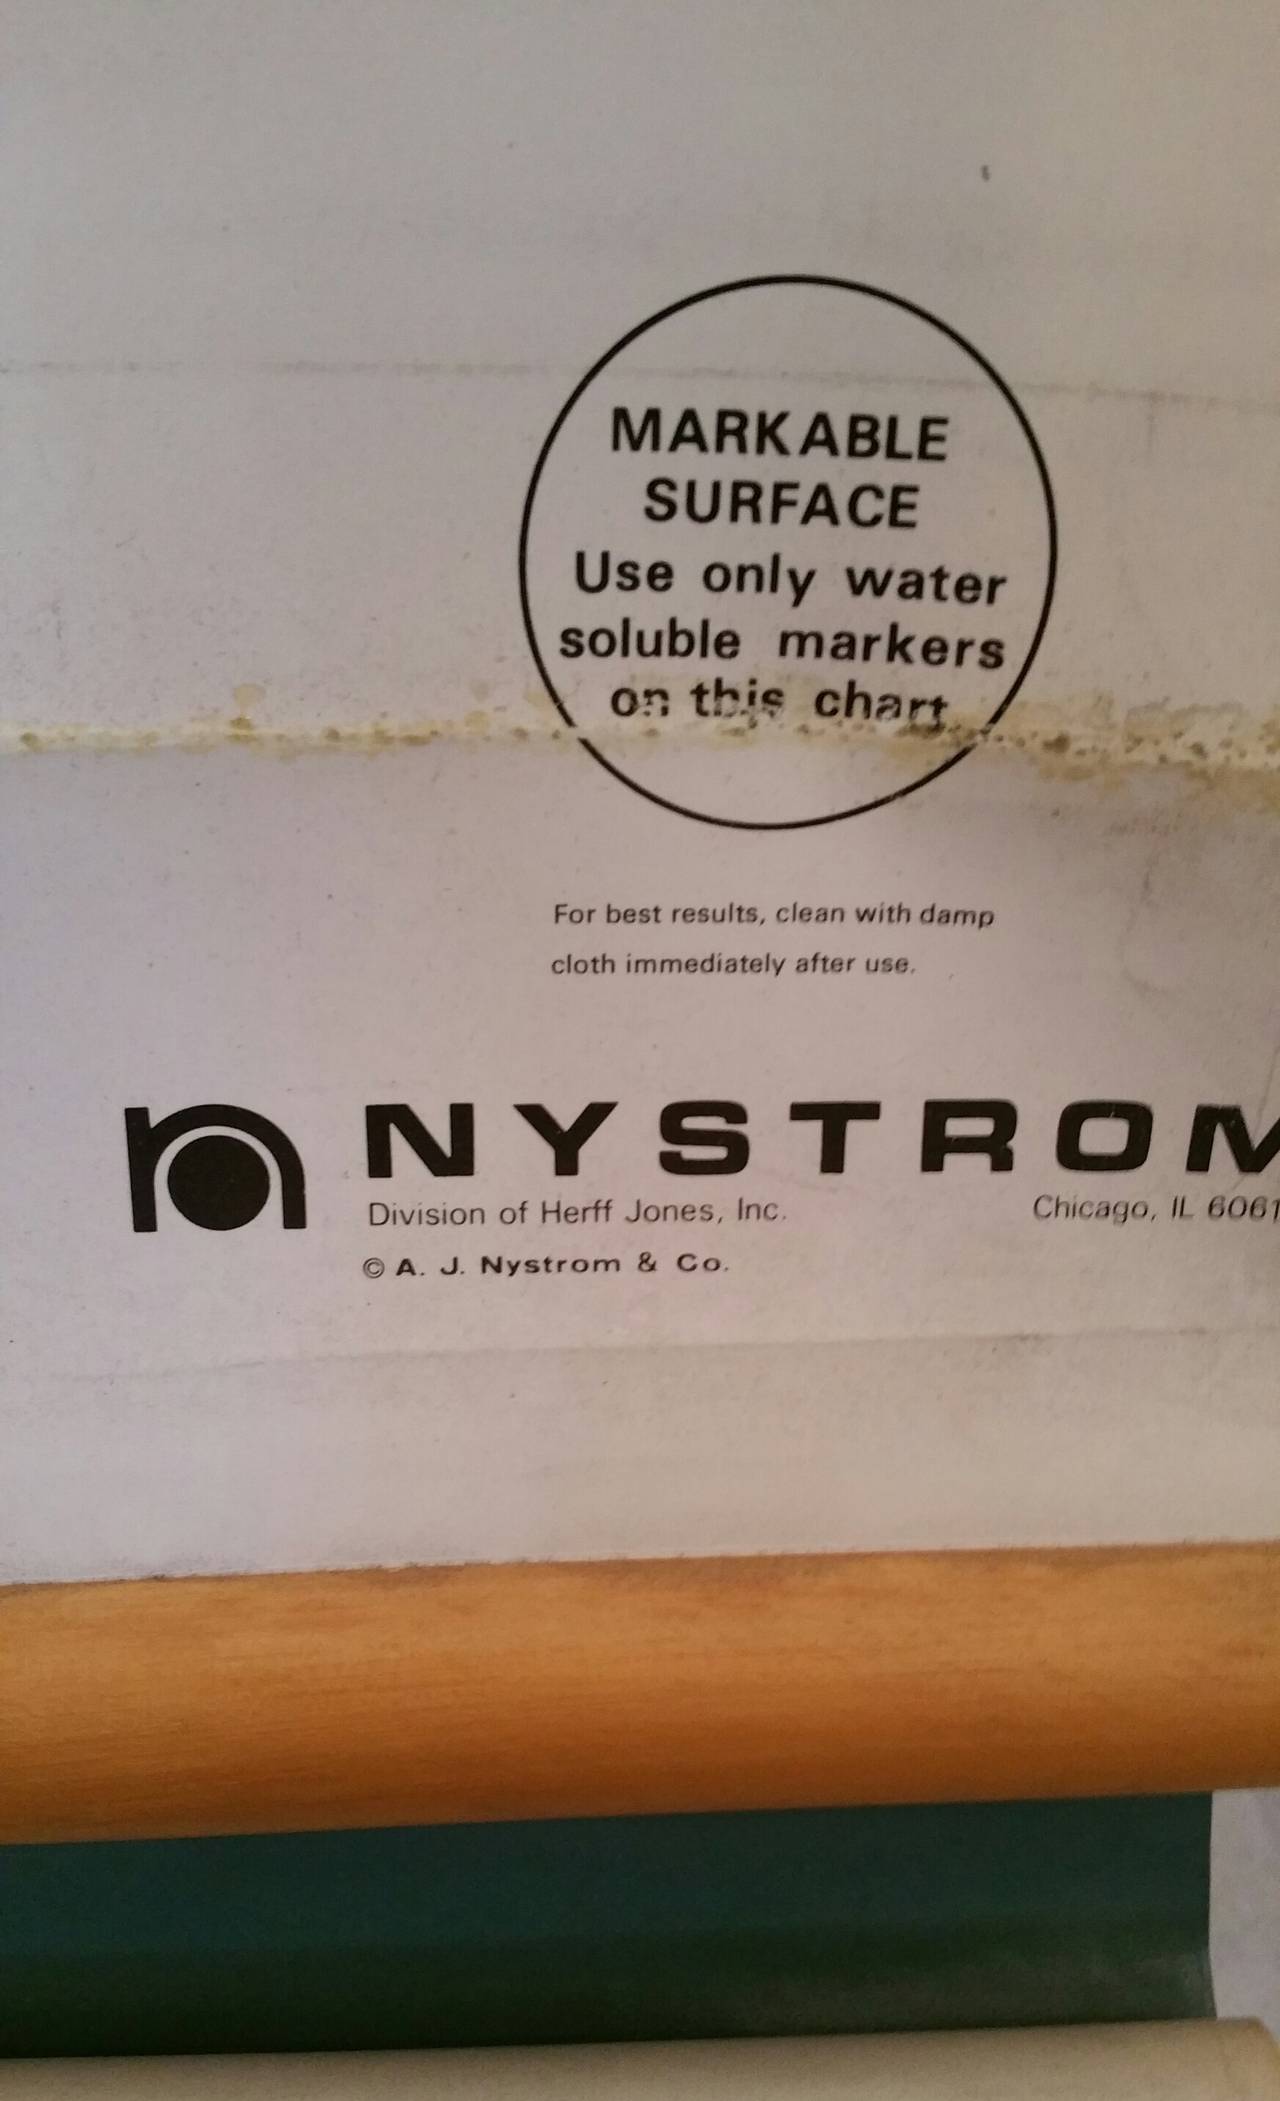 MARKABLE
SURFACE
Use only water
soluble markers
on this chart
For best results, clean with damp
cloth immediately after use.
NYSTROM
Division of Herff Jones, Inc.
Chicago, IL 6061
© A. J. Nystrom & Co.